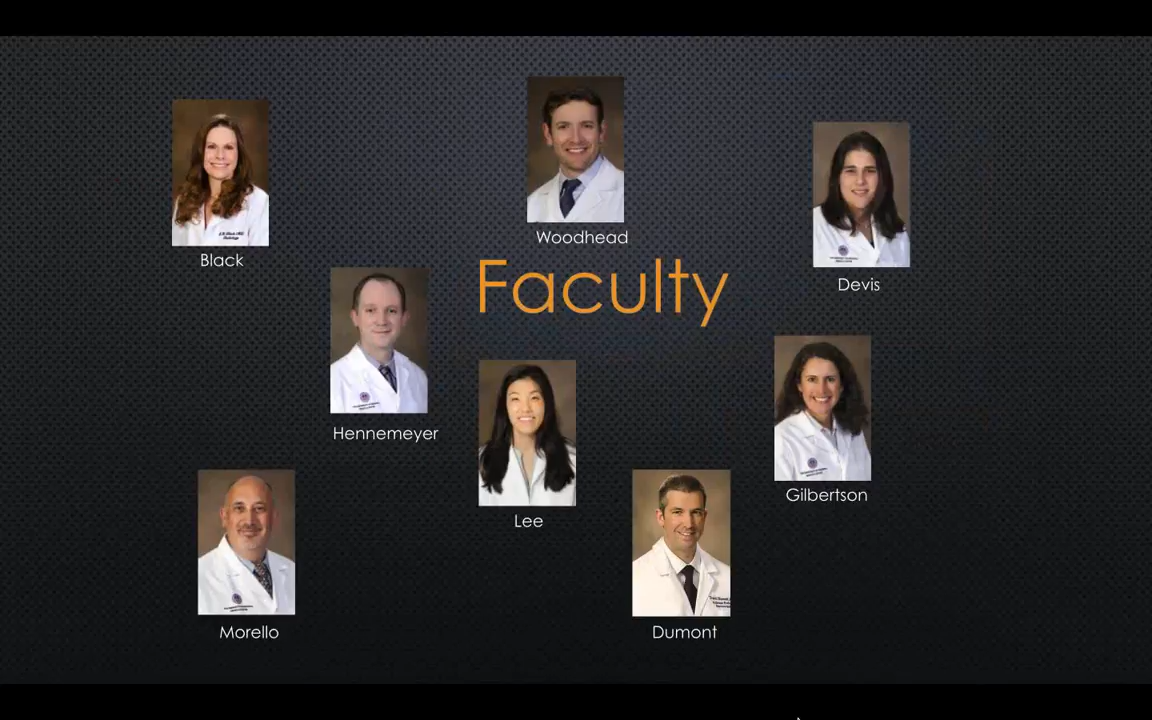 Black
Woodhead
Devis
Faculty
Hennemeyer
Lee
Gilbertson
Morello
Dumont